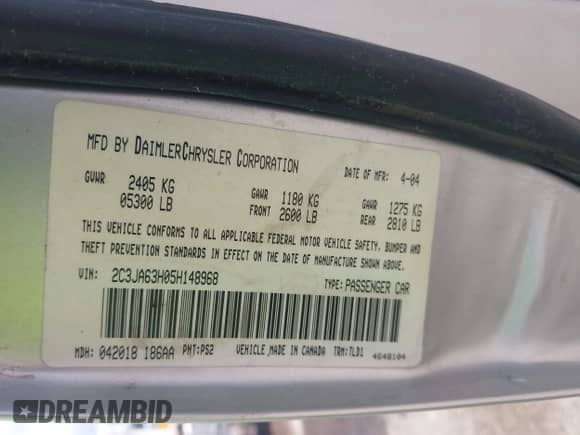 MFD BY DAIMLERCHRYSLER CORPORATION DATE OF MFR: 4-04
GVWR 2405 KG GAWR 1180 KG GAWR 1275 KG
05300 LB FRONT 2600 LB REAR 2810 LB
THIS VEHICLE CONFORMS TO ALL APPLICABLE FEDERAL MOTOR VEHICLE SAFETY, BUMPER AND
THEFT PREVENTION STANDARDS IN EFFECT ON THE DATE OF MANUFACTURE SHOWN ABOVE.
VIN: 2C3JA63H05H148968 TYPE: PASSENGER CAR
MDH: 042018 186AA PNT: PS2 VEHICLE MADE IN CANADA TRM: TLD1 4648104
DREAMBID